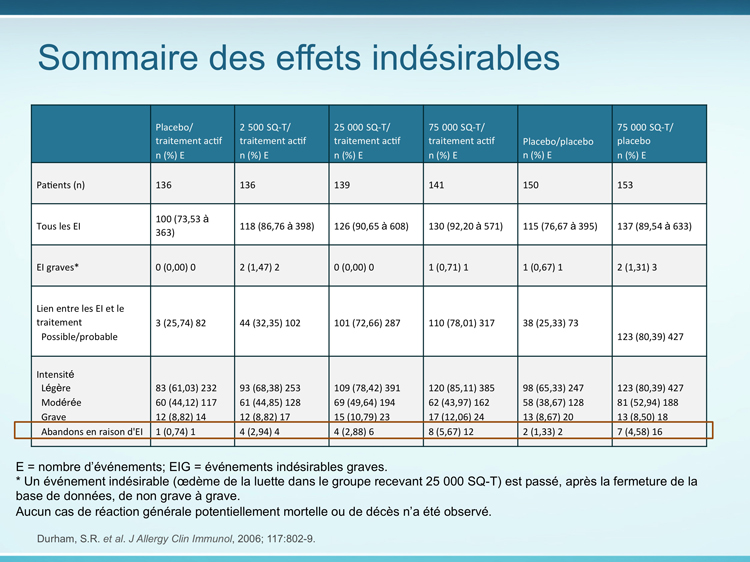 Sommaire des effets indésirables
Placebo/
traitement actif
n (%) E
2 500 SQ-T/
traitement actif
n (%) E
25 000 SQ-T/
traitement actif
n (%) E
75 000 SQ-T/
traitement actif
n (%) E
Placebo/placebo
n (%) E
75 000 SQ-T/
placebo
n (%) E
Patients (n) 136 136 139 141 150 153
Tous les EI 100 (73,53 à 363) 118 (86,76 à 398) 126 (90,65 à 608) 130 (92,20 à 571) 115 (76,67 à 395) 137 (89,54 à 633)
EI graves* 0 (0,00) 0 2 (1,47) 2 0 (0,00) 0 1 (0,71) 1 1 (0,67) 1 2 (1,31) 3
Lien entre les EI et le
traitement
Possible/probable 3 (25,74) 82 44 (32,35) 102 101 (72,66) 287 110 (78,01) 317 38 (25,33) 73 123 (80,39) 427
Intensité
Légère 83 (61,03) 232 93 (68,38) 253 109 (78,42) 391 120 (85,11) 385 98 (65,33) 247 123 (80,39) 427
Modérée 60 (44,12) 117 61 (44,85) 128 69 (49,64) 194 62 (43,97) 162 58 (38,67) 128 81 (52,94) 188
Grave 12 (8,82) 14 12 (8,82) 17 15 (10,79) 23 17 (12,06) 24 13 (8,67) 20 13 (8,50) 18
Abandons en raison d'EI 1 (0,74) 1 4 (2,94) 4 4 (2,88) 6 8 (5,67) 12 2 (1,33) 2 7 (4,58) 16
E = nombre d’événements; EIG = événements indésirables graves.
* Un événement indésirable (œdème de la luette dans le groupe recevant 25 000 SQ-T) est passé, après la fermeture de la
base de données, de non grave à grave.
Aucun cas de réaction générale potentiellement mortelle ou de décès n’a été observé.
Durham, S.R. et al. J Allergy Clin Immunol, 2006; 117:802-9.